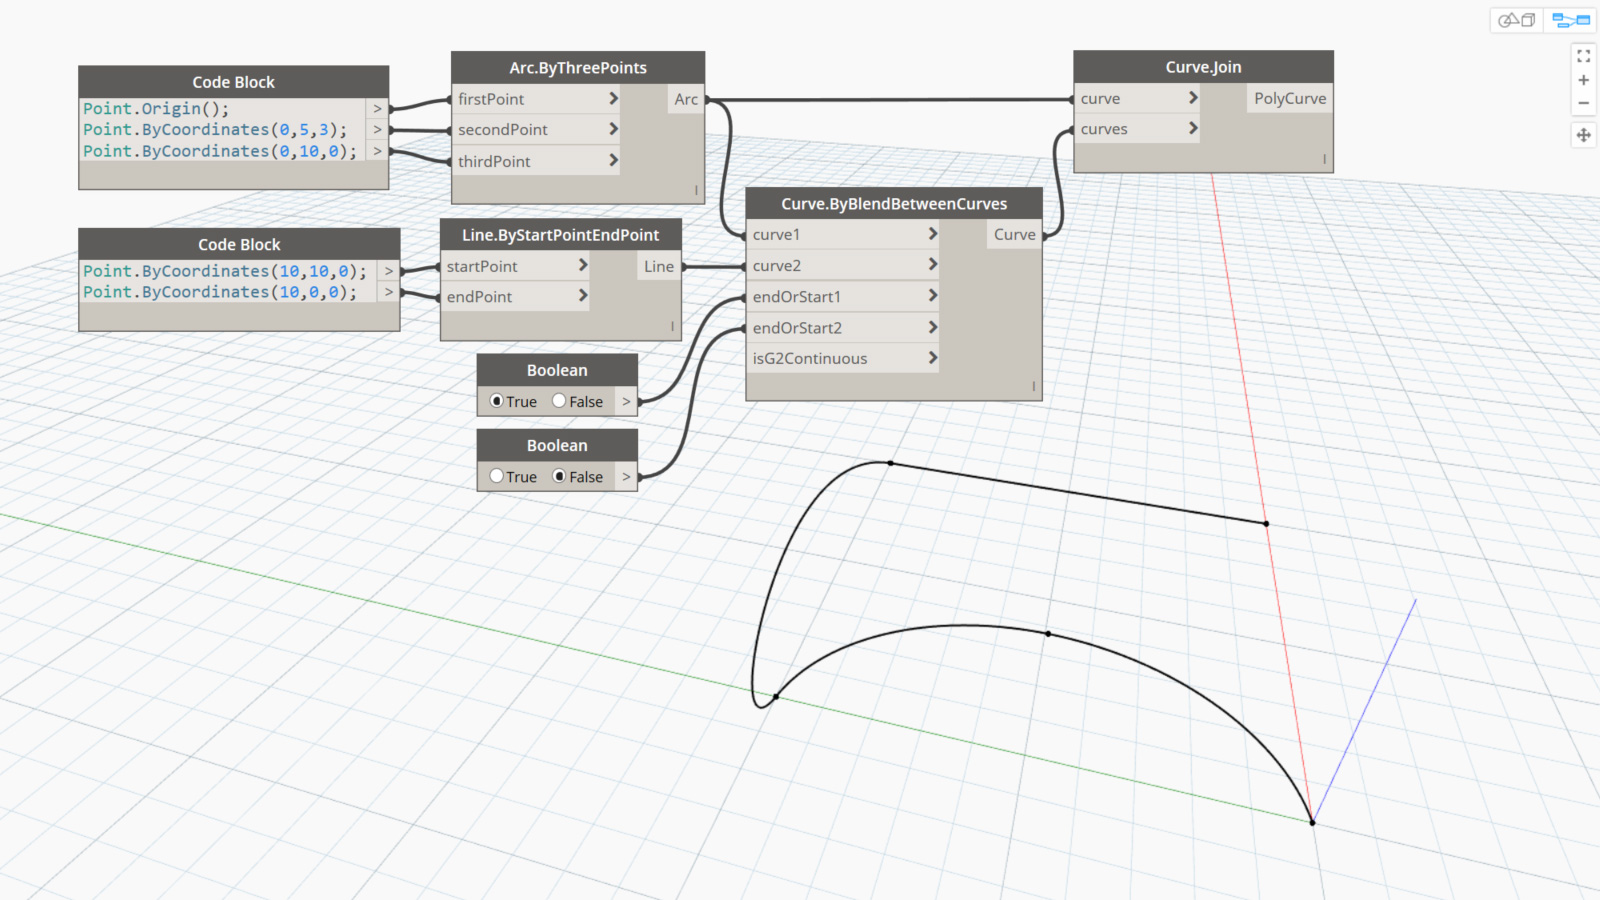 Code Block
Point.Origin(); >
Point.ByCoordinates(0,5,3); >
Point.ByCoordinates(0,10,0); >
Arc.ByThreePoints
firstPoint > Arc
secondPoint >
thirdPoint >
Curve.Join
curve > PolyCurve
curves >
Code Block
Point.ByCoordinates(10,10,0); >
Point.ByCoordinates(10,0,0); >
Line.ByStartPointEndPoint
startPoint > Line
endPoint >
Curve.ByBlendBetweenCurves
curve1 > Curve
curve2 >
endOrStart1 >
endOrStart2 >
isG2Continuous >
Boolean
True False >
Boolean
True False >